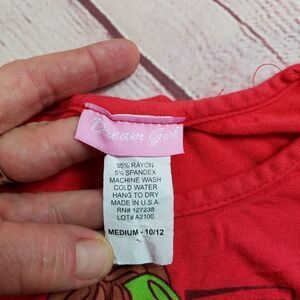 Dream Girl
95% RAYON
5% SPANDEX
MACHINE WASH
COLD WATER
HANG TO DRY
MADE IN U.S.A.
RN# 127238
LOT# A2100
MEDIUM - 10/12